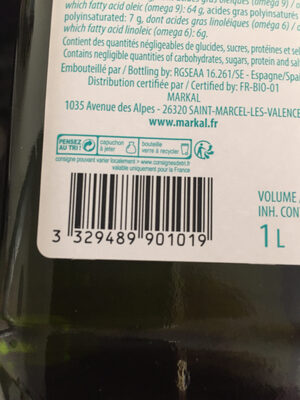 which fatty acide oleic (omega 9): 64 g, acides gras polyinsaturés
polyinsaturated: 7 g, dont acides gras linoléiques (oméga 6)
which fatty acid linoleic (omega 6): 6g.
Contient des quantités négligeables de glucides, sucres, protéines et sel
Contains negligible quantities of carbohydrates, sugars, protein and sal
Embouteillé par / Bottling by: RGSEAA 16.261/SE - Espagne/Spain
Distribution certifiée par / Certified by: FR-BIO-01
MARKAL
1035 Avenue des Alpes - 26320 SAINT-MARCEL-LES-VALENCE
www.markal.fr
PENSEZ
AU TRI !
capuchon
à jeter
bouteille
verre à recycler
consigne pouvant varier localement > www.consignesdetri.fr
valable uniquement pour la France
VOLUME
INH. CON
1 L
3 329489 901019